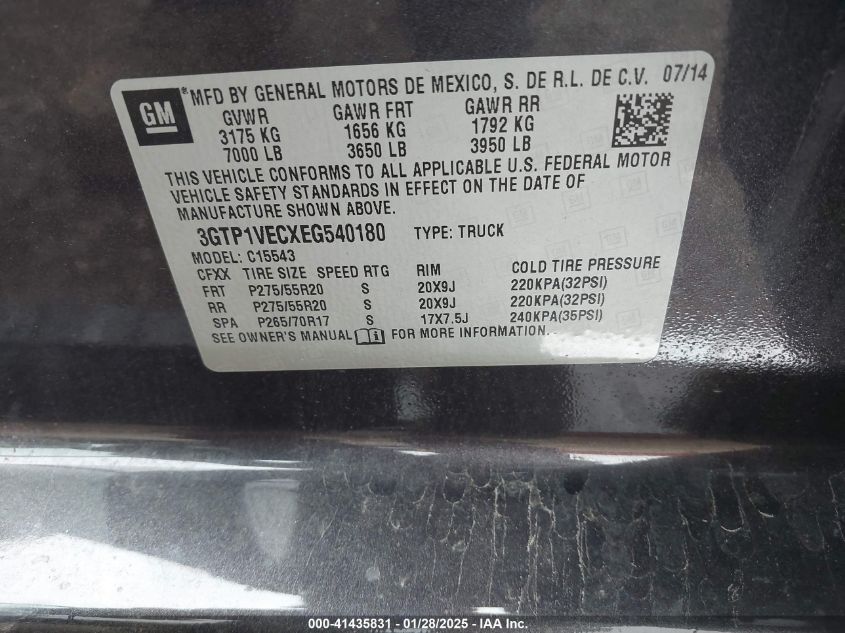 GM
® MFD BY GENERAL MOTORS DE MEXICO, S. DE R.L. DE C.V. 07/14
GVWR GAWR FRT GAWR RR
3175 KG 1656 KG 1792 KG
7000 LB 3650 LB 3950 LB
THIS VEHICLE CONFORMS TO ALL APPLICABLE U.S. FEDERAL MOTOR
VEHICLE SAFETY STANDARDS IN EFFECT ON THE DATE OF
MANUFACTURE SHOWN ABOVE.
3GTP1VECXEG540180 TYPE: TRUCK
MODEL: C15543
CFXX TIRE SIZE SPEED RTG RIM COLD TIRE PRESSURE
FRT P275/55R20 S 20X9J 220KPA(32PSI)
RR P275/55R20 S 20X9J 220KPA(32PSI)
SPA P265/70R17 S 17X7.5J 240KPA(35PSI)
SEE OWNER'S MANUAL FOR MORE INFORMATION.
000-41435831 - 01/28/2025 - IAA Inc.